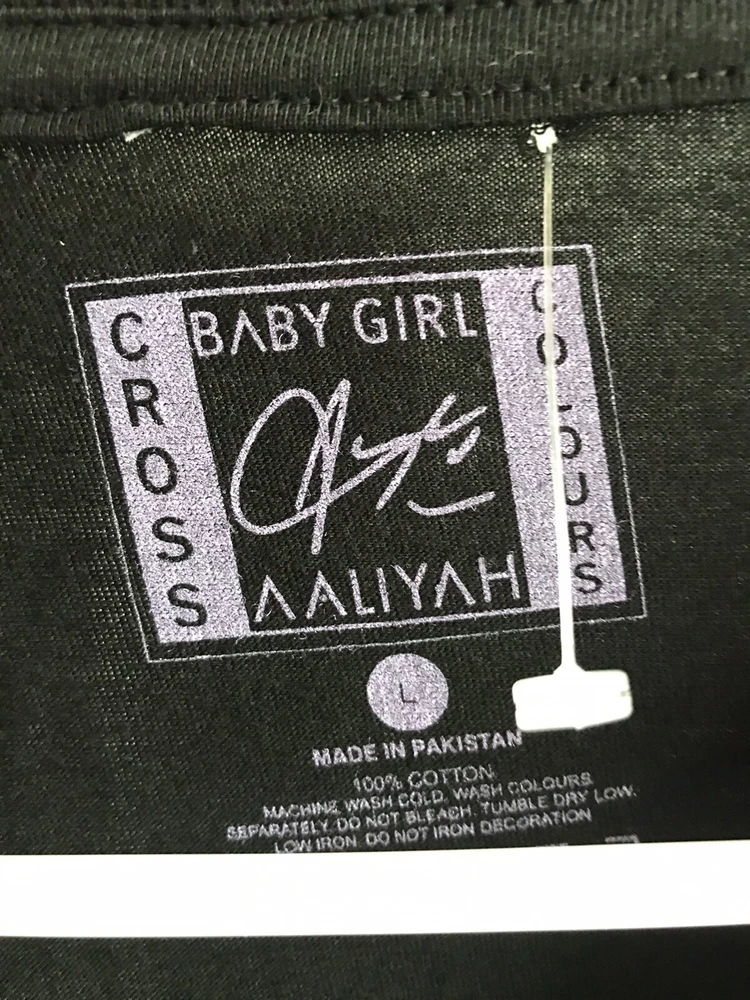 BABY GIRL
CROSS
COLOURS
AALIYAH
L
MADE IN PAKISTAN
100% COTTON
MACHINE WASH COLD. WASH COLOURS
SEPARATELY. DO NOT BLEACH. TUMBLE DRY LOW.
LOW IRON. DO NOT IRON DECORATION